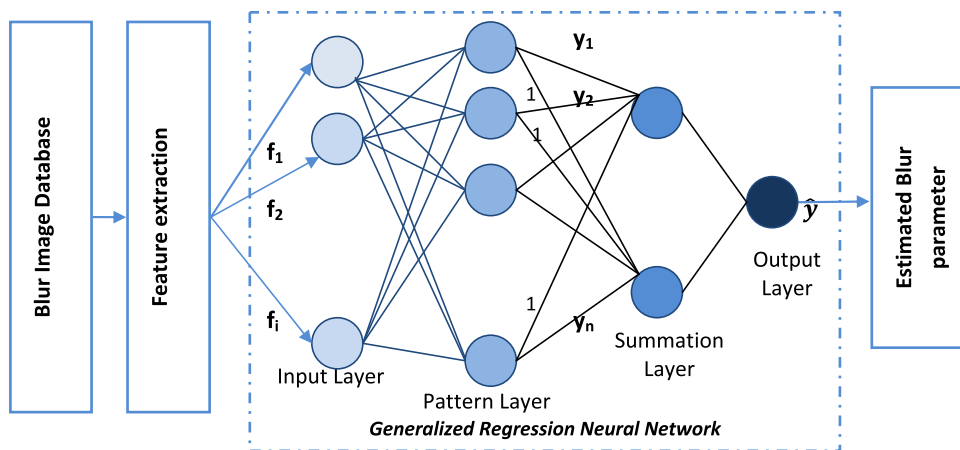 Blur Image Database
Feature extraction
f1
f2
fi
Input Layer
Pattern Layer
y1
1
y2
1
1
yn
Summation
Layer
Output
Layer
ŷ
Generalized Regression Neural Network
Estimated Blur
parameter